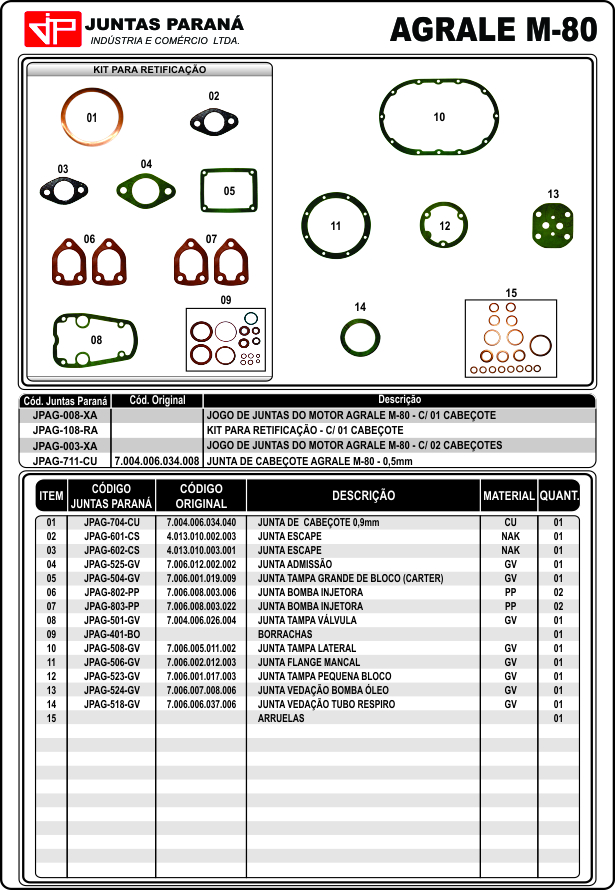 JP
JUNTAS PARANÁ
INDÚSTRIA E COMÉRCIO LTDA.
AGRALE M-80
KIT PARA RETIFICAÇÃO
01
02
03
04
05
06
07
08
09
10
11
12
13
14
15
Cód. Juntas Paraná Cód. Original Descrição
JPAG-008-XA JOGO DE JUNTAS DO MOTOR AGRALE M-80 - C/ 01 CABEÇOTE
JPAG-108-RA KIT PARA RETIFICAÇÃO - C/ 01 CABEÇOTE
JPAG-003-XA JOGO DE JUNTAS DO MOTOR AGRALE M-80 - C/ 02 CABEÇOTES
JPAG-711-CU 7.004.006.034.008 JUNTA DE CABEÇOTE AGRALE M-80 - 0,5mm
ITEM CÓDIGO JUNTAS PARANÁ CÓDIGO ORIGINAL DESCRIÇÃO MATERIAL QUANT.
01 JPAG-704-CU 7.004.006.034.040 JUNTA DE CABEÇOTE 0,9mm CU 01
02 JPAG-601-CS 4.013.010.002.003 JUNTA ESCAPE NAK 01
03 JPAG-602-CS 4.013.010.003.001 JUNTA ESCAPE NAK 01
04 JPAG-525-GV 7.006.012.002.002 JUNTA ADMISSÃO GV 01
05 JPAG-504-GV 7.006.001.019.009 JUNTA TAMPA GRANDE DE BLOCO (CARTER) GV 01
06 JPAG-802-PP 7.006.008.003.006 JUNTA BOMBA INJETORA PP 02
07 JPAG-803-PP 7.006.008.003.022 JUNTA BOMBA INJETORA PP 02
08 JPAG-501-GV 7.004.006.026.004 JUNTA TAMPA VÁLVULA GV 01
09 JPAG-401-BO BORRACHAS 01
10 JPAG-508-GV 7.006.005.011.002 JUNTA TAMPA LATERAL GV 01
11 JPAG-506-GV 7.006.002.012.003 JUNTA FLANGE MANCAL GV 01
12 JPAG-523-GV 7.006.001.017.003 JUNTA TAMPA PEQUENA BLOCO GV 01
13 JPAG-524-GV 7.006.007.008.006 JUNTA VEDAÇÃO BOMBA ÓLEO GV 01
14 JPAG-518-GV 7.006.006.037.006 JUNTA VEDAÇÃO TUBO RESPIRO GV 01
15 ARRUELAS 01